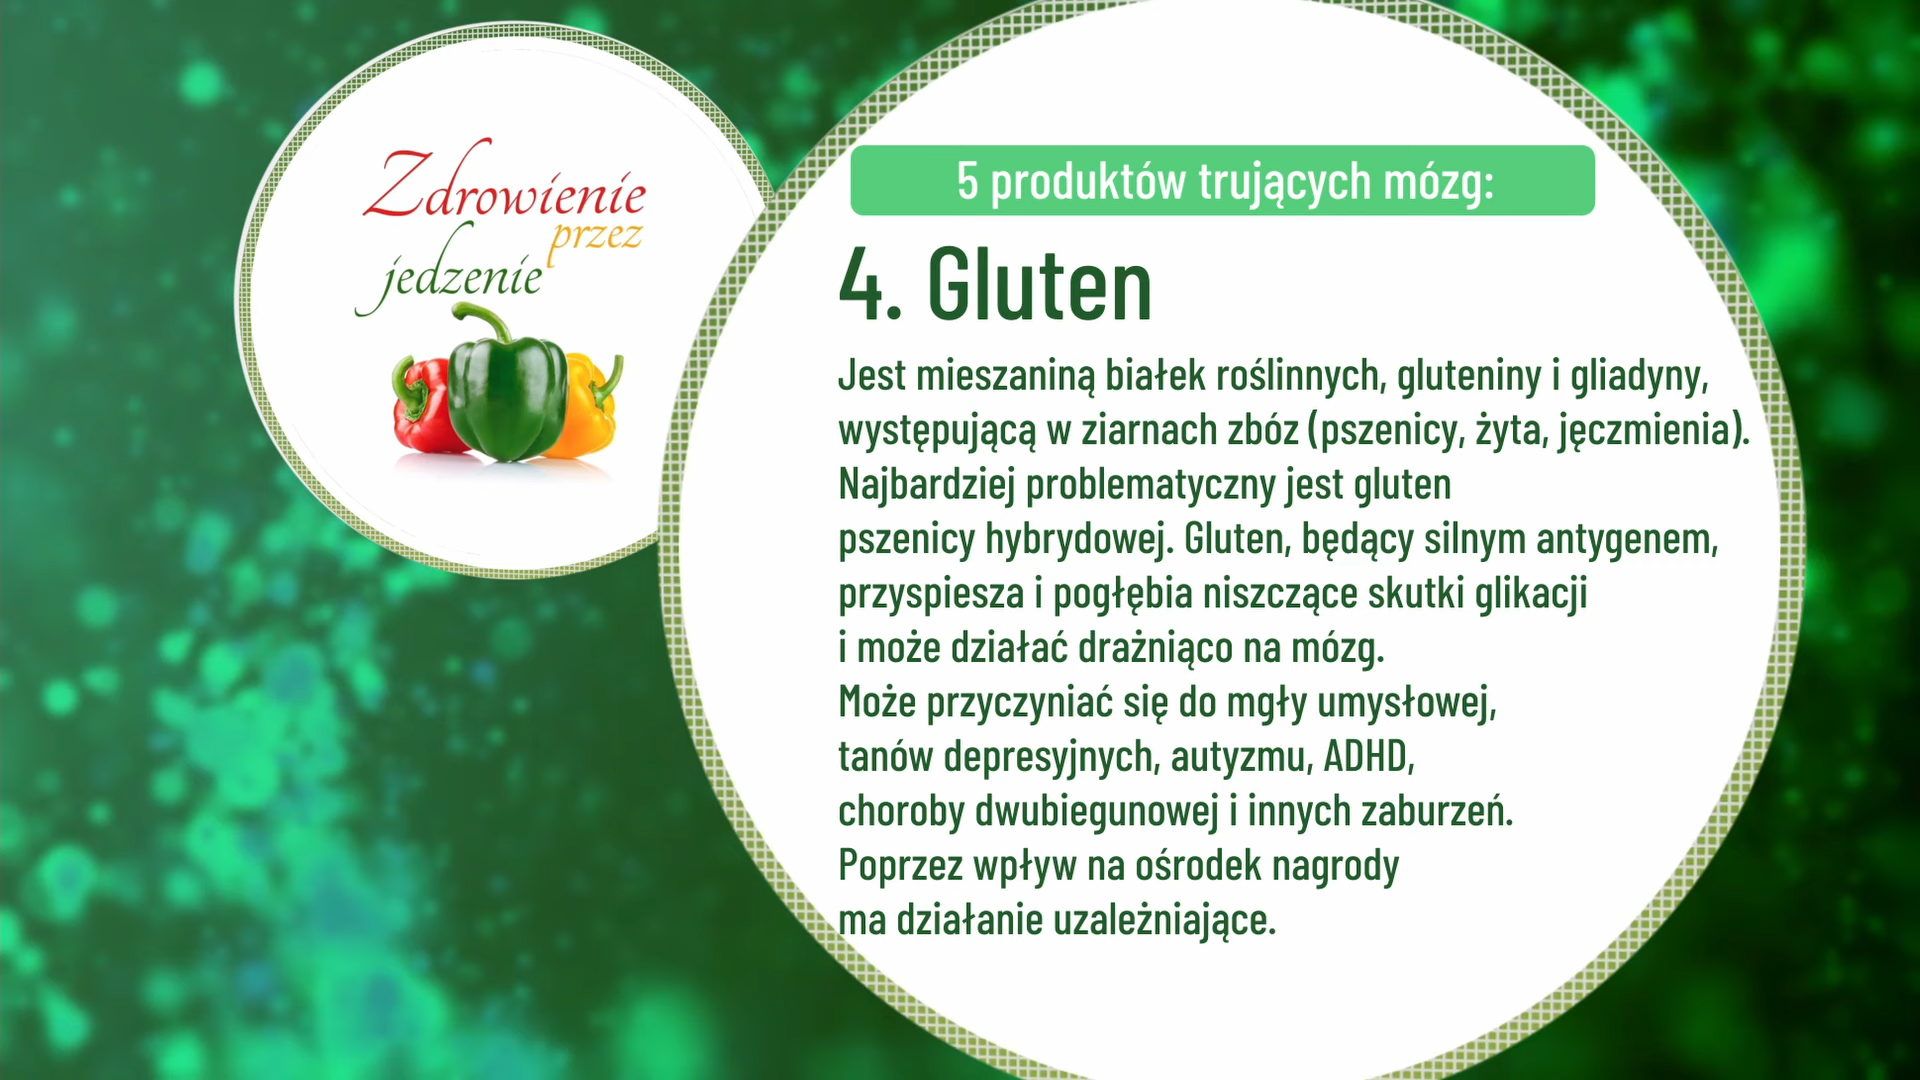 Zdrowienie
przez
jedzenie
5 produktów trujących mózg:
4. Gluten
Jest mieszaniną białek roślinnych, gluteniny i gliadyny,
występującą w ziarnach zbóz (pszenicy, żyta, jęczmienia).
Najbardziej problematyczny jest gluten
pszenicy hybrydowej. Gluten, będący silnym antygenem,
przyspiesza i pogłębia niszczące skutki glikacji
i może działać drażniąco na mózg.
Może przyczyniać się do mgły umysłowej,
tanów depresyjnych, autyzmu, ADHD,
choroby dwubiegunowej i innych zaburzeń.
Poprzez wpływ na ośrodek nagrody
ma działanie uzależniające.